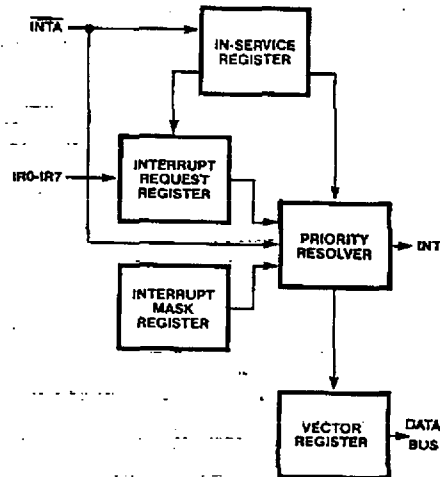 INTA
IN-SERVICE
REGISTER
IR0-IR7
INTERRUPT
REQUEST
REGISTER
PRIORITY
RESOLVER
INT
INTERRUPT
MASK
REGISTER
VECTOR
REGISTER
DATA
BUS